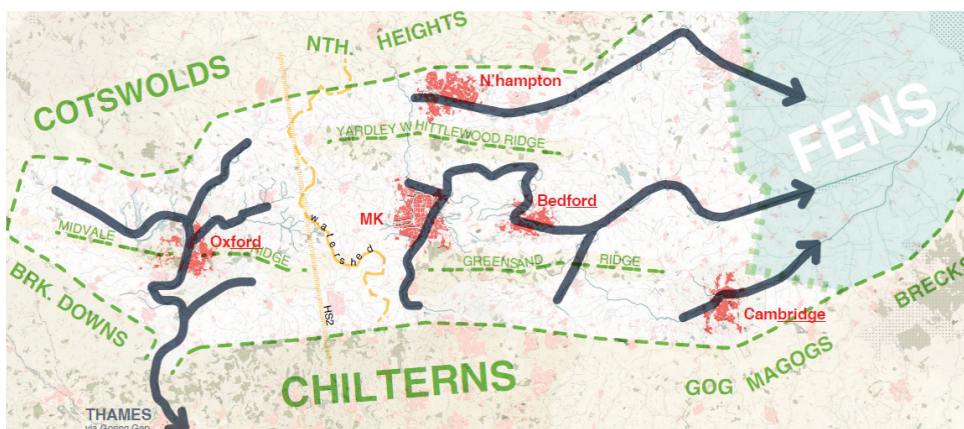 NTH. HEIGHTS
COTSWOLDS
N'hampton
YARDLEY WHITTLEWOOD RIDGE
FENS
MK
Bedford
watershed
MIDVALE RIDGE
Oxford
GREENSAND RIDGE
BRK. DOWNS
HS2
Cambridge
BRECKS
CHILTERNS
GOG MAGOGS
THAMES
via Goring Gap